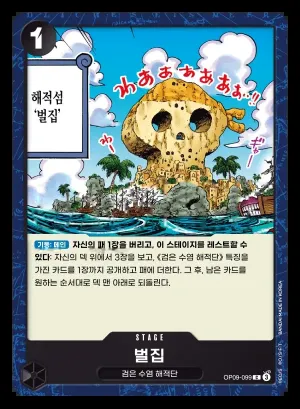 1
해적섬
'벌집'
わぁぁぁぁぁぁぁ…!!
기동: 메인 자신의 패 1장을 버리고, 이 스테이지를 레스트할 수
있다: 자신의 덱 위에서 3장을 보고, 《검은 수염 해적단》 특징을
가진 카드를 1장까지 공개하고 패에 더한다. 그 후, 남은 카드를
원하는 순서대로 덱 맨 아래로 되돌린다.
STAGE
벌집
검은 수염 해적단
OP09-099